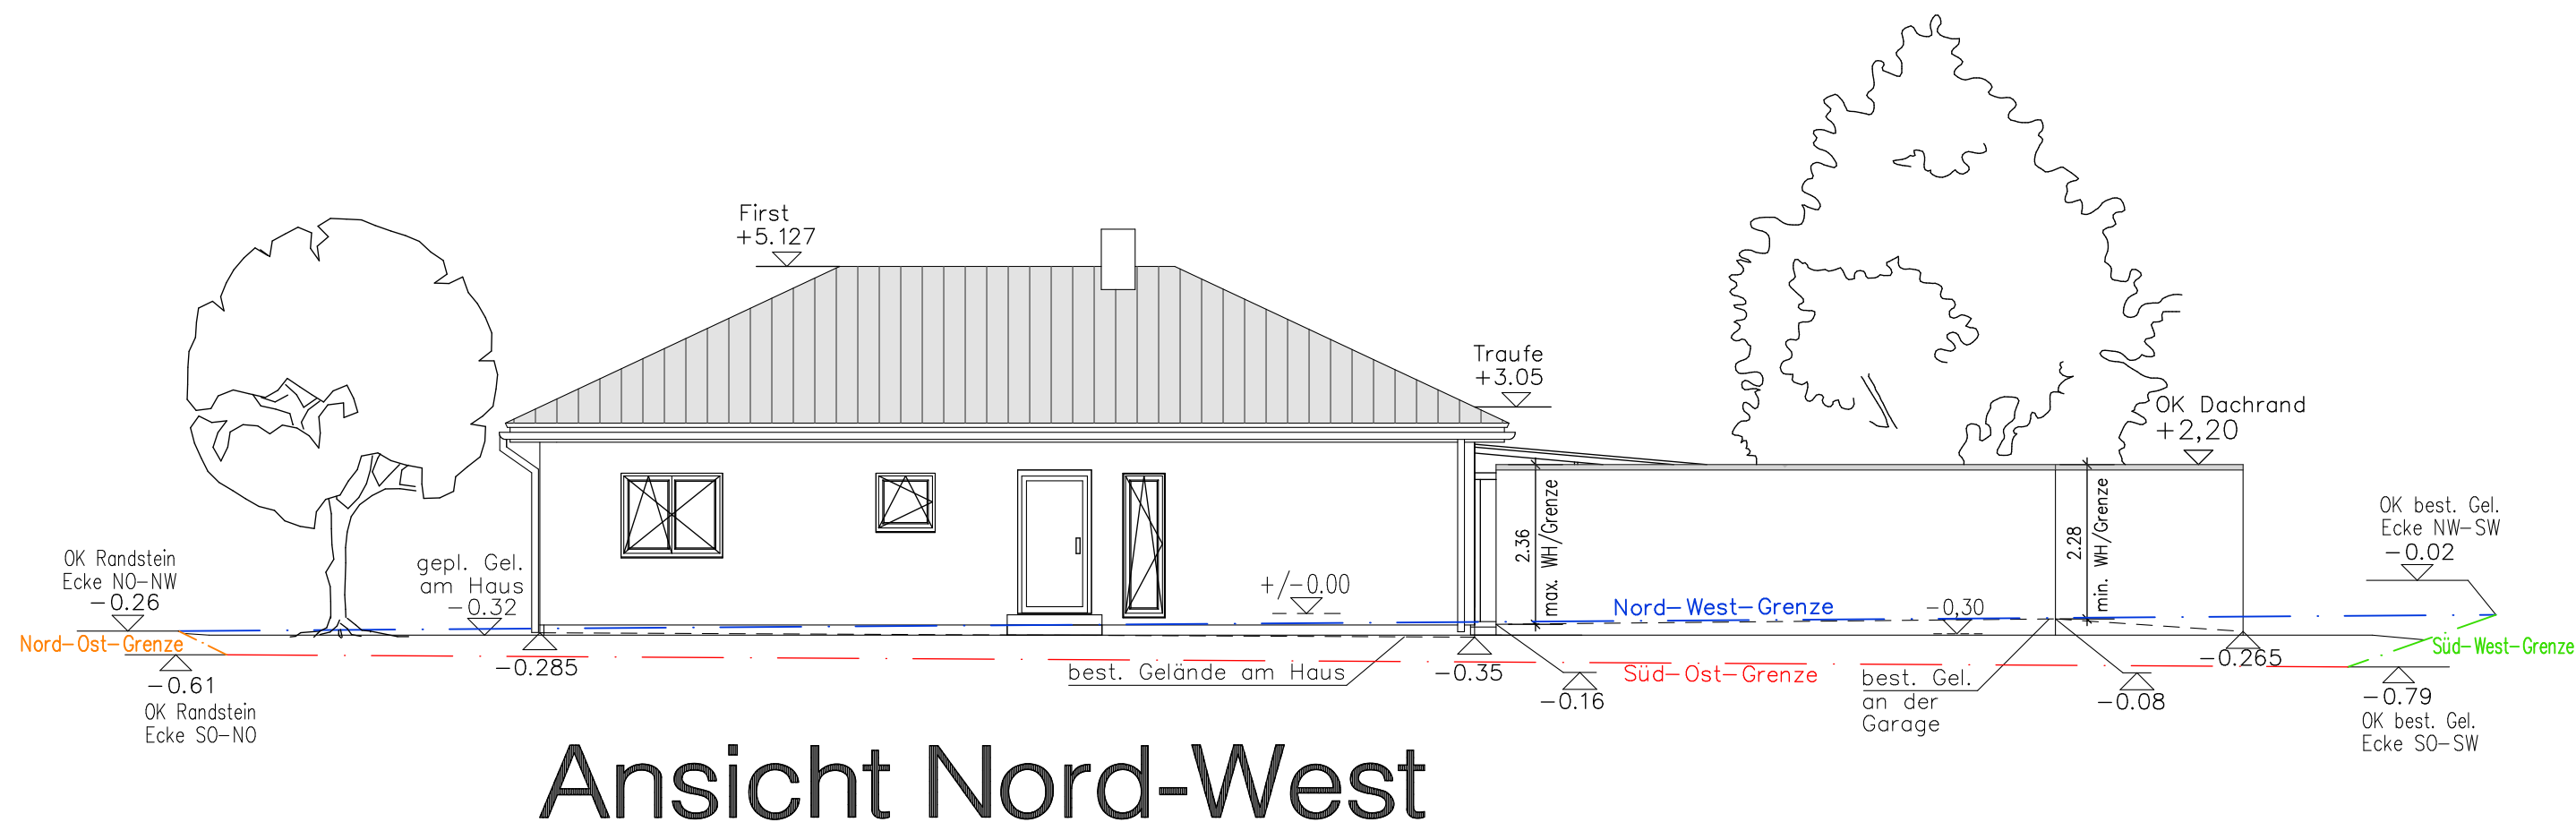 First
+5.127
Traufe
+3.05
OK Dachrand
+2,20
OK Randstein
Ecke NO-NW
-0.26
Nord-Ost-Grenze
-0.61
OK Randstein
Ecke SO-NO
gepl. Gel.
am Haus
-0.32
-0.285
+/-0.00
best. Gelände am Haus
-0.35
2.36
max. WH/Grenze
Nord-West-Grenze
-0.16
Süd-Ost-Grenze
-0,30
best. Gel.
an der
Garage
2.28
min. WH/Grenze
-0.08
-0.265
OK best. Gel.
Ecke NW-SW
-0.02
Süd-West-Grenze
-0.79
OK best. Gel.
Ecke SO-SW
Ansicht Nord-West